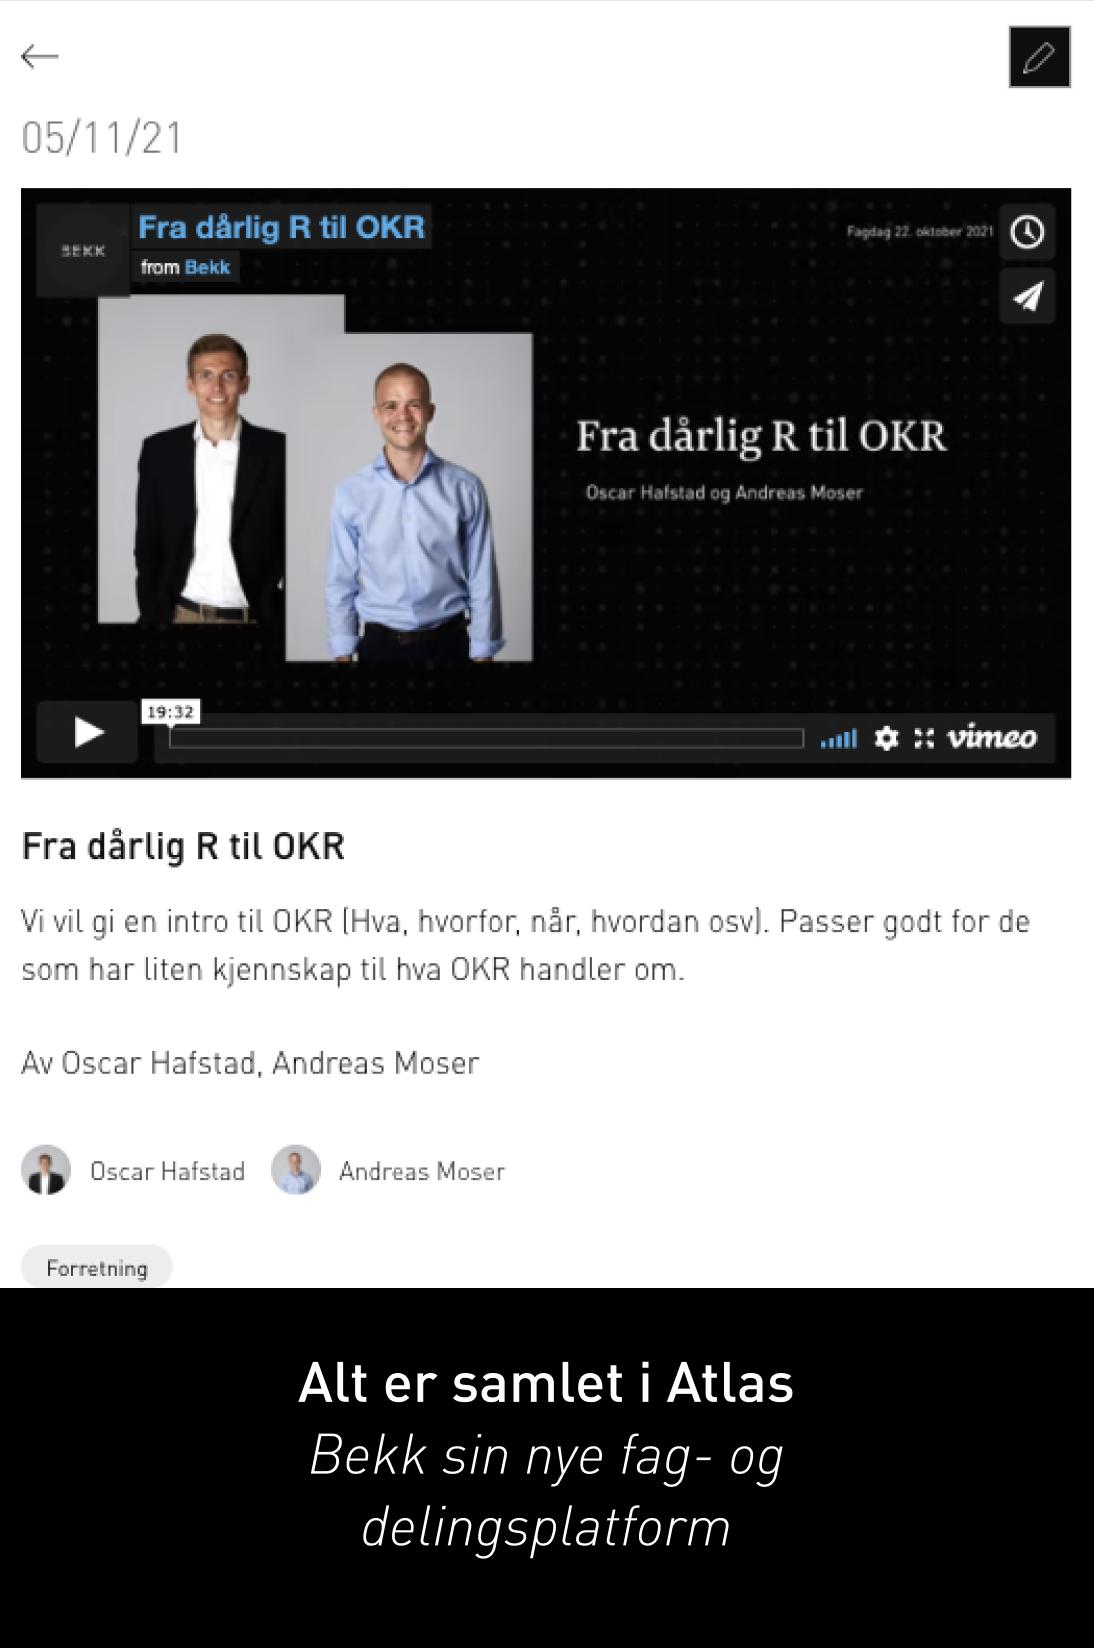 05/11/21
BEKK
Fra dårlig R til OKR
from Bekk
Fagdag 22. oktober 2021
Fra dårlig R til OKR
Oscar Hafstad og Andreas Moser
19:32
vimeo
Fra dårlig R til OKR
Vi vil gi en intro til OKR (Hva, hvorfor, når, hvordan osv). Passer godt for de
som har liten kjennskap til hva OKR handler om.
Av Oscar Hafstad, Andreas Moser
Oscar Hafstad Andreas Moser
Forretning
Alt er samlet i Atlas
Bekk sin nye fag- og
delingsplatform